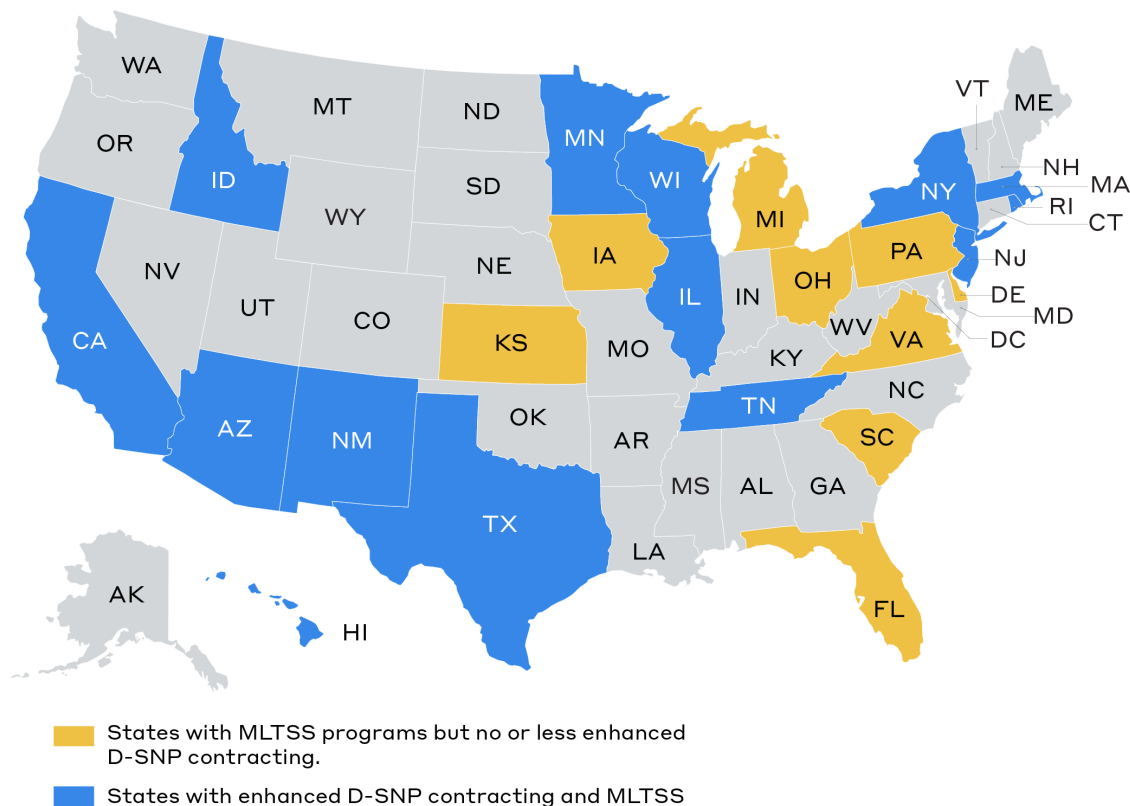 WA
MT
ND
MN
VT
ME
OR
ID
SD
WI
NH
MA
NY
RI
CT
WY
MI
IA
PA
NJ
NV
NE
OH
DE
UT
CO
IL
IN
MD
WV
DC
CA
KS
MO
VA
KY
NC
AZ
NM
OK
TN
AR
SC
TX
MS
AL
GA
LA
AK
HI
FL
States with MLTSS programs but no or less enhanced
D-SNP contracting.
States with enhanced D-SNP contracting and MLTSS